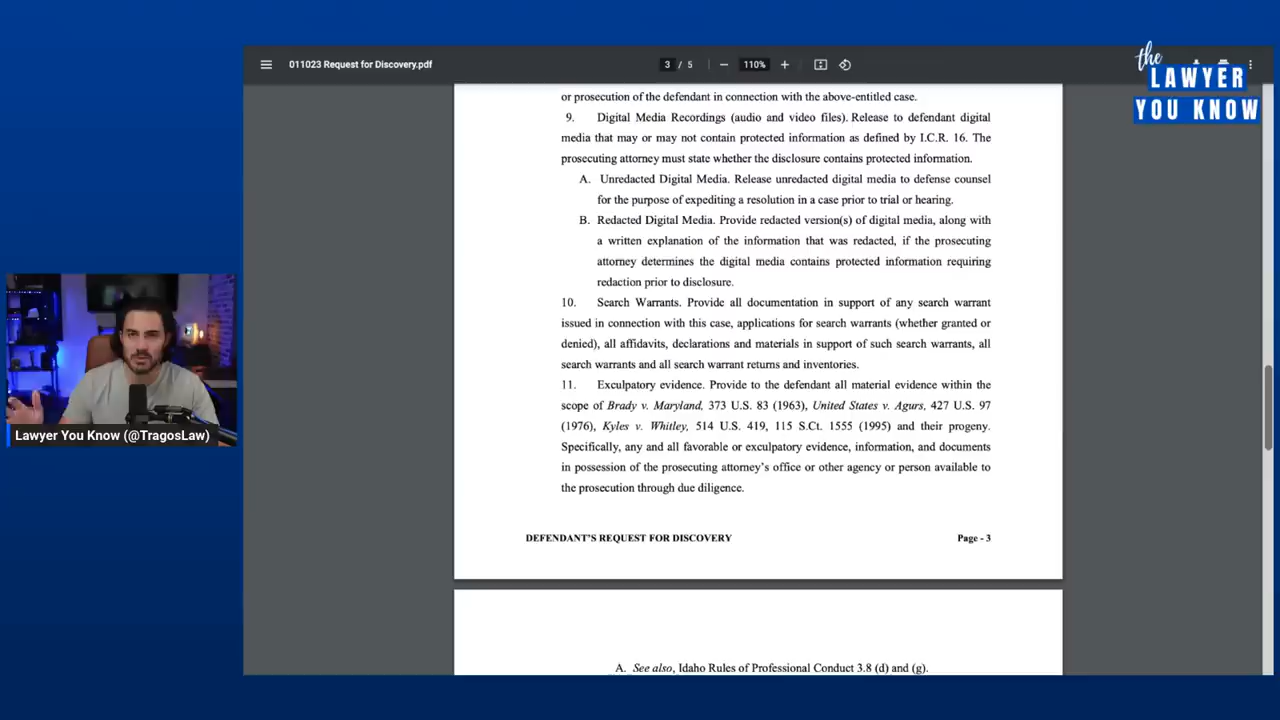 011023 Request for Discovery.pdf
3 / 5
110%
the
LAWYER
YOU KNOW
or prosecution of the defendant in connection with the above-entitled case.
9. Digital Media Recordings (audio and video files). Release to defendant digital
media that may or may not contain protected information as defined by I.C.R. 16. The
prosecuting attorney must state whether the disclosure contains protected information.
A. Unredacted Digital Media. Release unredacted digital media to defense counsel
for the purpose of expediting a resolution in a case prior to trial or hearing.
B. Redacted Digital Media. Provide redacted version(s) of digital media, along with
a written explanation of the information that was redacted, if the prosecuting
attorney determines the digital media contains protected information requiring
redaction prior to disclosure.
10. Search Warrants. Provide all documentation in support of any search warrant
issued in connection with this case, applications for search warrants (whether granted or
denied), all affidavits, declarations and materials in support of such search warrants, all
search warrants and all search warrant returns and inventories.
11. Exculpatory evidence. Provide to the defendant all material evidence within the
scope of Brady v. Maryland, 373 U.S. 83 (1963), United States v. Agurs, 427 U.S. 97
(1976), Kyles v. Whitley, 514 U.S. 419, 115 S.Ct. 1555 (1995) and their progeny.
Specifically, any and all favorable or exculpatory evidence, information, and documents
in possession of the prosecuting attorney's office or other agency or person available to
the prosecution through due diligence.
DEFENDANT'S REQUEST FOR DISCOVERY Page - 3
A. See also, Idaho Rules of Professional Conduct 3.8 (d) and (g).
Lawyer You Know (@TragosLaw)